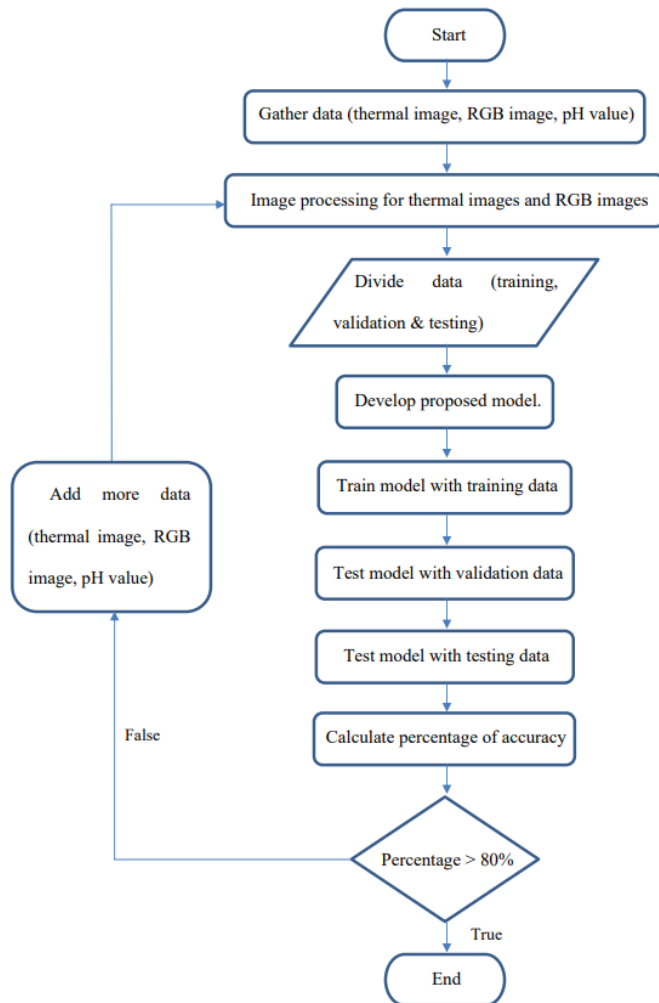 Start
Gather data (thermal image, RGB image, pH value)
Image processing for thermal images and RGB images
Divide data (training,
validation & testing)
Develop proposed model.
Train model with training data
Add more data
(thermal image, RGB
image, pH value)
Test model with validation data
Test model with testing data
Calculate percentage of accuracy
False
Percentage > 80%
True
End